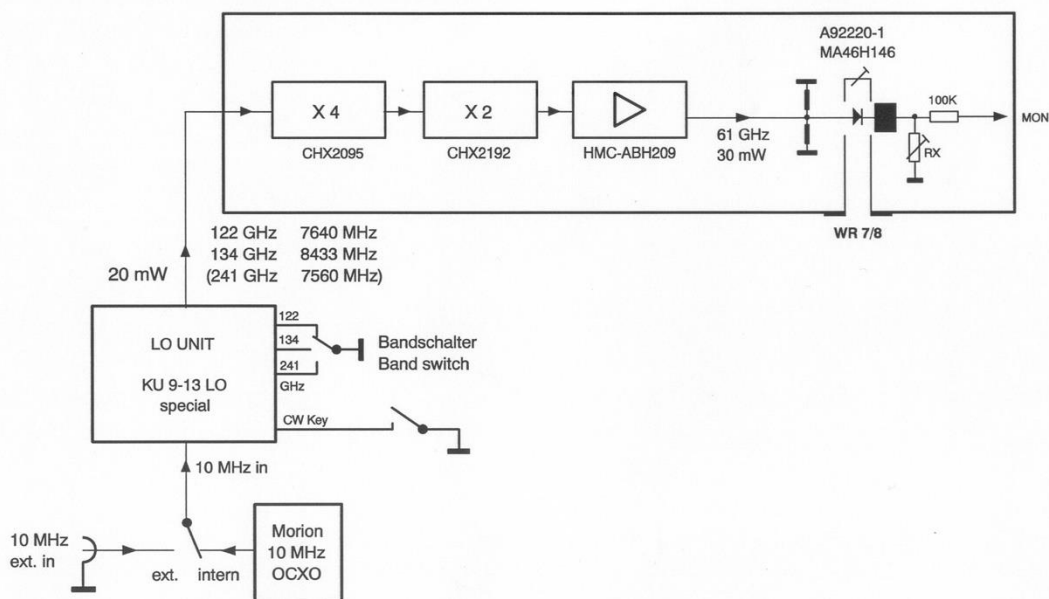 A92220-1
MA46H146
X 4
X 2
CHX2095
CHX2192
HMC-ABH209
61 GHz
30 mW
100K
RX
MON
WR 7/8
20 mW
122 GHz 7640 MHz
134 GHz 8433 MHz
(241 GHz 7560 MHz)
LO UNIT
KU 9-13 LO
special
122
134
241
GHz
CW Key
Bandschalter
Band switch
10 MHz in
10 MHz
ext. in
ext. intern
Morion
10 MHz
OCXO